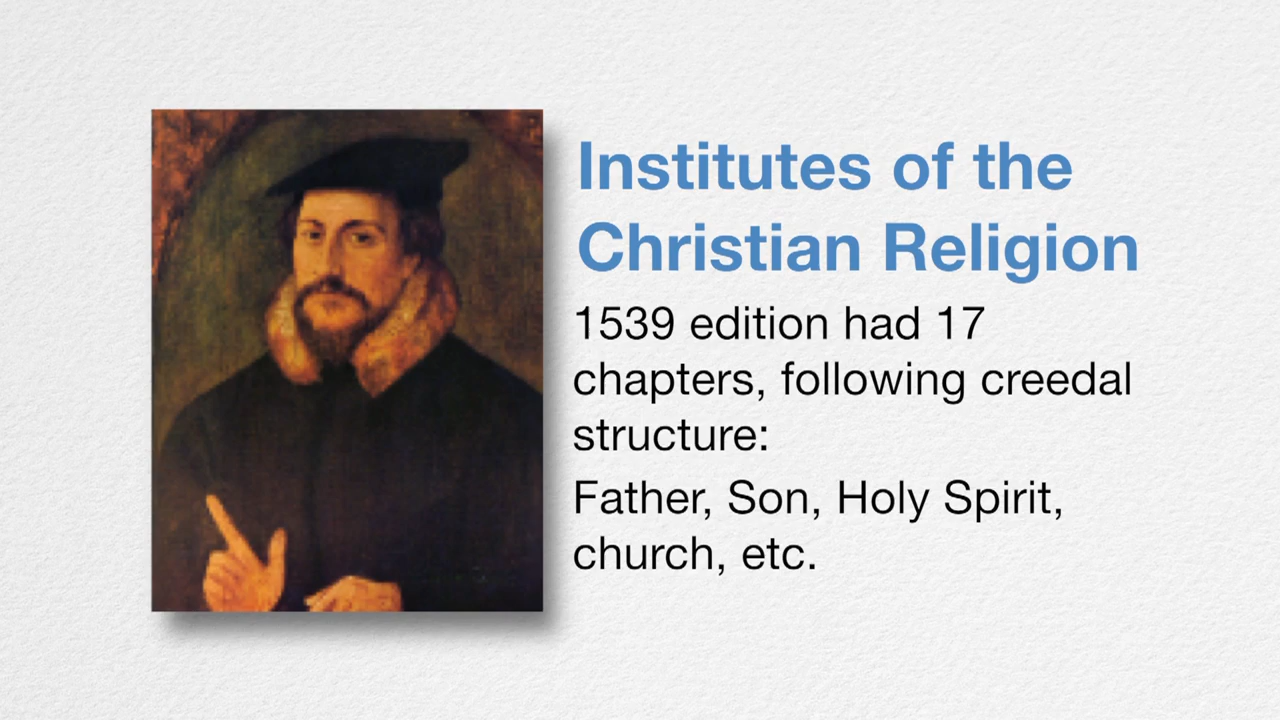 Institutes of the
Christian Religion
1539 edition had 17
chapters, following creedal
structure:
Father, Son, Holy Spirit,
church, etc.